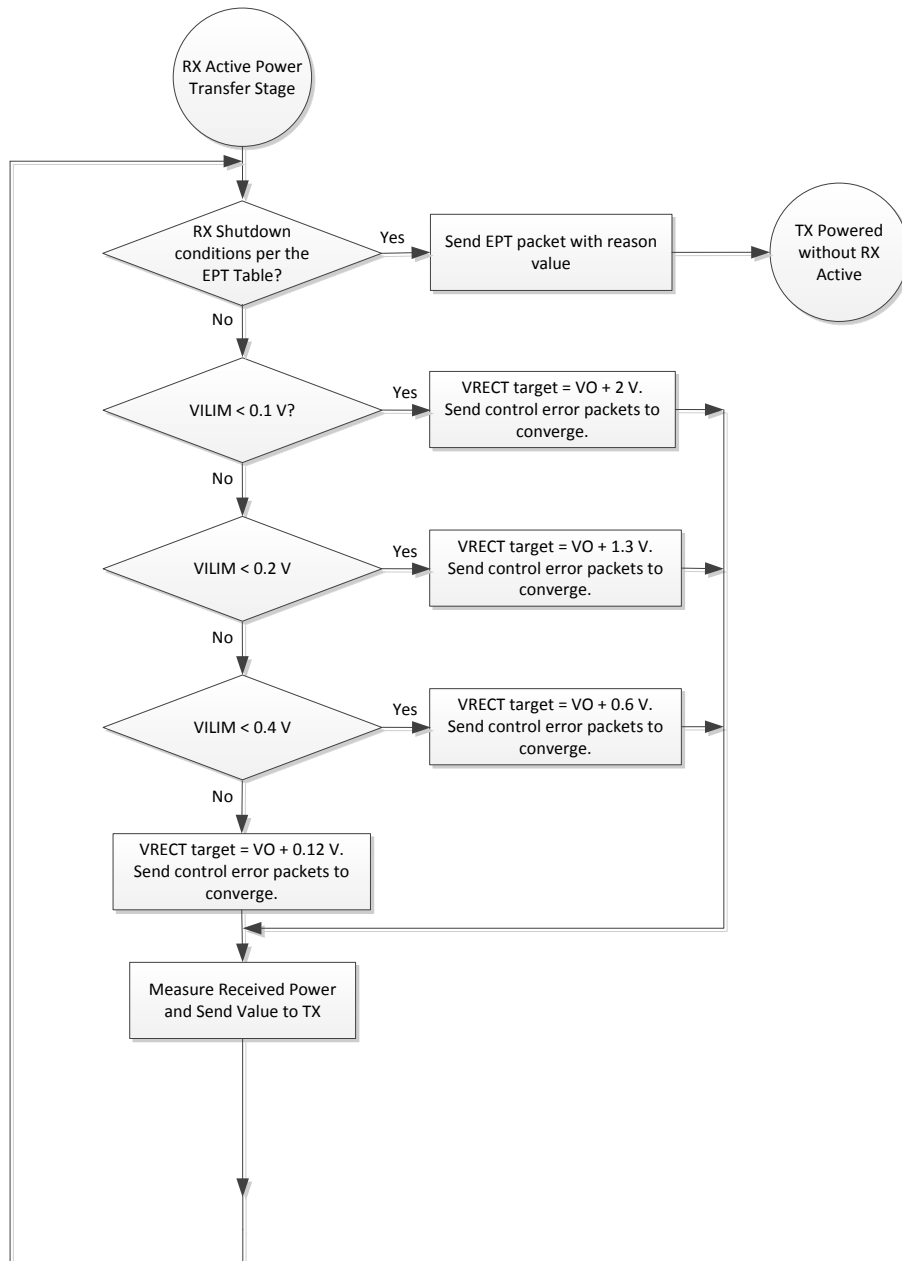 RX Active Power
Transfer Stage
RX Shutdown
conditions per the
EPT Table?
Yes
Send EPT packet with reason
value
TX Powered
without RX
Active
No
VILIM < 0.1 V?
Yes
VRECT target = VO + 2 V.
Send control error packets to
converge.
No
VILIM < 0.2 V
Yes
VRECT target = VO + 1.3 V.
Send control error packets to
converge.
No
VILIM < 0.4 V
Yes
VRECT target = VO + 0.6 V.
Send control error packets to
converge.
No
VRECT target = VO + 0.12 V.
Send control error packets to
converge.
Measure Received Power
and Send Value to TX